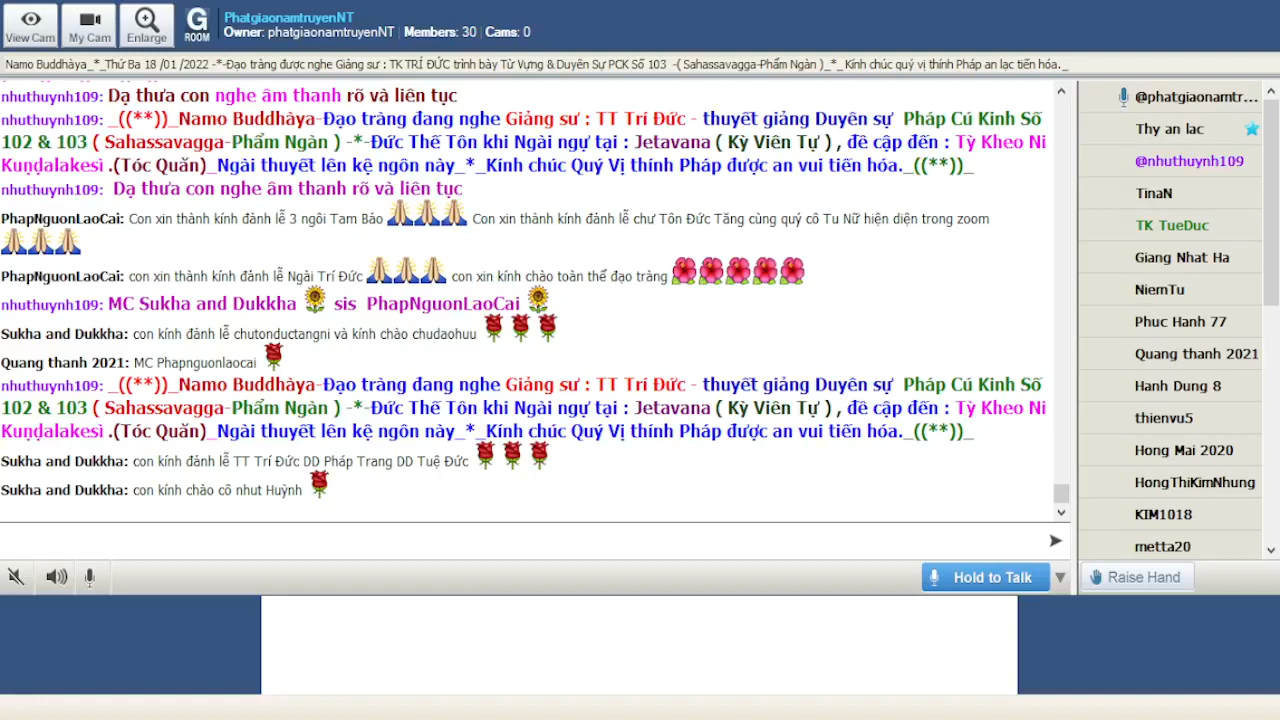 View Cam
My Cam
Enlarge
G
ROOM
PhatgiaonamtruyenNT
Owner: phatgiaonamtruyenNT | Members: 30 | Cams: 0
Namo Buddhàya_*_Thứ Ba 18 /01 /2022 -*-Đạo tràng được nghe Giảng sư : TK TRÍ ĐỨC trình bày Từ Vựng & Duyên Sự PCK Số 103 -( Sahassavagga-Phẩm Ngàn )_*_ Kính chúc quý vị thính Pháp an lạc tiến hóa._
nhuthuynh109: Dạ thưa con nghe âm thanh rõ và liên tục
nhuthuynh109: _((**))_Namo Buddhàya-Đạo tràng đang nghe Giảng sư : TT Trí Đức - thuyết giảng Duyên sự Pháp Cú Kinh Số
102 & 103 ( Sahassavagga-Phẩm Ngàn ) -*-Đức Thế Tôn khi Ngài ngự tại : Jetavana ( Kỳ Viên Tự ) , đề cập đến : Tỳ Kheo Ni
Kuṇḍalakesì .(Tóc Quăn)_Ngài thuyết lên kệ ngôn này_*_Kính chúc Quý Vị thính Pháp được an vui tiến hóa._((**))_
nhuthuynh109: Dạ thưa con nghe âm thanh rõ và liên tục
PhapNguonLaoCai: Con xin thành kính đảnh lễ 3 ngôi Tam Bảo Con xin thành kính đảnh lễ chư Tôn Đức Tăng cùng quý cô Tu Nữ hiện diện trong zoom
PhapNguonLaoCai: con xin thành kính đảnh lễ Ngài Trí Đức con xin kính chào toàn thể đạo tràng
nhuthuynh109: MC Sukha and Dukkha sis PhapNguonLaoCai
Sukha and Dukkha: con kính đảnh lễ chutonductangni và kính chào chudaohuu
Quang thanh 2021: MC Phapnguonlaocai
nhuthuynh109: _((**))_Namo Buddhàya-Đạo tràng đang nghe Giảng sư : TT Trí Đức - thuyết giảng Duyên sự Pháp Cú Kinh Số
102 & 103 ( Sahassavagga-Phẩm Ngàn ) -*-Đức Thế Tôn khi Ngài ngự tại : Jetavana ( Kỳ Viên Tự ) , đề cập đến : Tỳ Kheo Ni
Kuṇḍalakesì .(Tóc Quăn)_Ngài thuyết lên kệ ngôn này_*_Kính chúc Quý Vị thính Pháp được an vui tiến hóa._((**))_
Sukha and Dukkha: con kính đảnh lễ TT Trí Đức DD Pháp Trang DD Tuệ Đức
Sukha and Dukkha: con kính chào cô nhut Huỳnh
@phatgiaonamtr...
Thy an lac
@nhuthuynh109
TinaN
TK TueDuc
Giang Nhat Ha
NiemTu
Phuc Hanh 77
Quang thanh 2021
Hanh Dung 8
thienvu5
Hong Mai 2020
HongThiKimNhung
KIM1018
metta20
Hold to Talk
Raise Hand